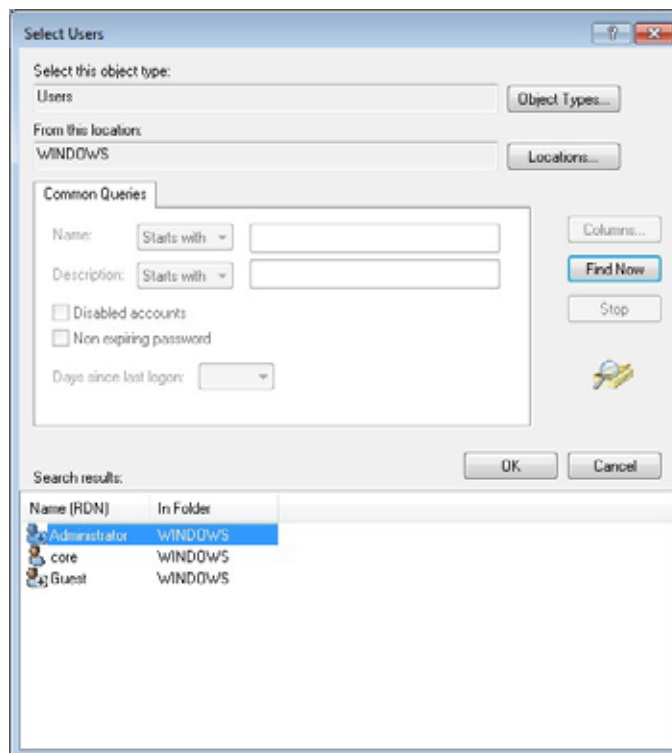 Select Users
Select this object type:
Users
Object Types...
From this location:
WINDOWS
Locations...
Common Queries
Name:
Starts with
Columns...
Description:
Starts with
Find Now
Disabled accounts
Stop
Non expiring password
Days since last logon:
OK
Cancel
Search results:
Name (RDN) In Folder
Administrator WINDOWS
core WINDOWS
Guest WINDOWS